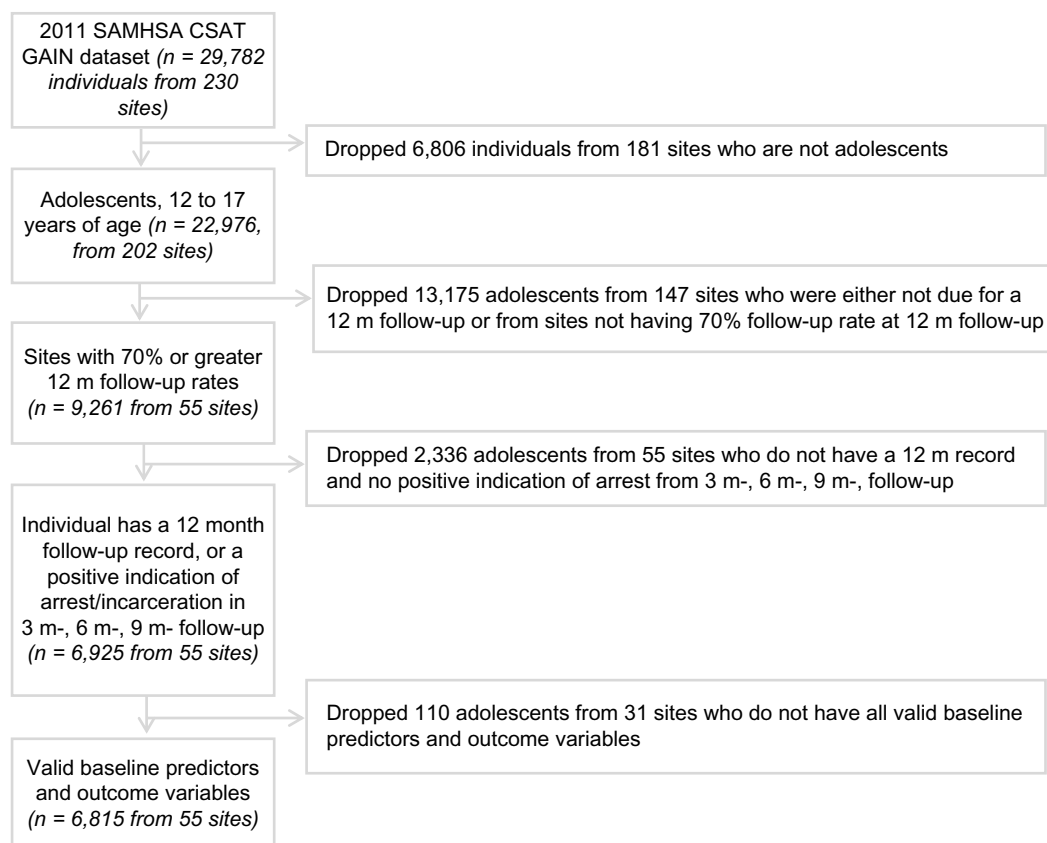 2011 SAMHSA CSAT
GAIN dataset (n = 29,782
individuals from 230
sites)
Dropped 6,806 individuals from 181 sites who are not adolescents
Adolescents, 12 to 17
years of age (n = 22,976,
from 202 sites)
Dropped 13,175 adolescents from 147 sites who were either not due for a
12 m follow-up or from sites not having 70% follow-up rate at 12 m follow-up
Sites with 70% or greater
12 m follow-up rates
(n = 9,261 from 55 sites)
Dropped 2,336 adolescents from 55 sites who do not have a 12 m record
and no positive indication of arrest from 3 m-, 6 m-, 9 m-, follow-up
Individual has a 12 month
follow-up record, or a
positive indication of
arrest/incarceration in
3 m-, 6 m-, 9 m- follow-up
(n = 6,925 from 55 sites)
Dropped 110 adolescents from 31 sites who do not have all valid baseline
predictors and outcome variables
Valid baseline predictors
and outcome variables
(n = 6,815 from 55 sites)